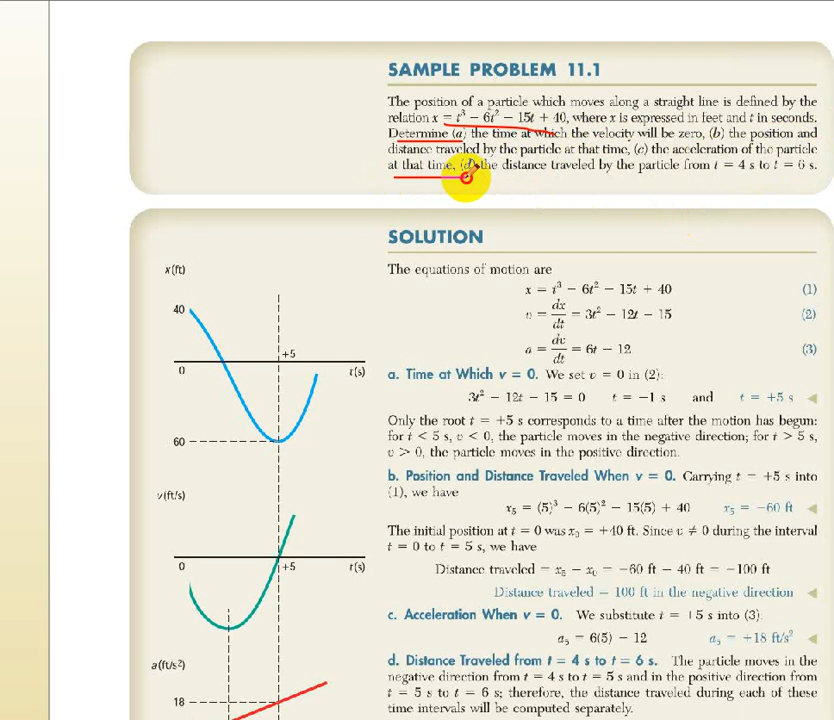 SAMPLE PROBLEM 11.1
The position of a particle which moves along a straight line is defined by the
relation x = t³ − 6t² − 15t + 40, where x is expressed in feet and t in seconds.
Determine (a) the time at which the velocity will be zero, (b) the position and
distance traveled by the particle at that time, (c) the acceleration of the particle
at that time, (d) the distance traveled by the particle from t = 4 s to t = 6 s.
SOLUTION
The equations of motion are
x = t³ − 6t² − 15t + 40 (1)
v = dx/dt = 3t² − 12t − 15 (2)
a = dv/dt = 6t − 12 (3)
a. Time at Which v = 0. We set v = 0 in (2):
3t² − 12t − 15 = 0 t = −1 s and t = +5 s
Only the root t = +5 s corresponds to a time after the motion has begun:
for t < 5 s, v < 0, the particle moves in the negative direction; for t > 5 s,
v > 0, the particle moves in the positive direction.
b. Position and Distance Traveled When v = 0. Carrying t = +5 s into
(1), we have
x₅ = (5)³ − 6(5)² − 15(5) + 40 x₅ = −60 ft
The initial position at t = 0 was x₀ = +40 ft. Since v ≠ 0 during the interval
t = 0 to t = 5 s, we have
Distance traveled = x₅ − x₀ = −60 ft − 40 ft = −100 ft
Distance traveled = 100 ft in the negative direction
c. Acceleration When v = 0. We substitute t = +5 s into (3):
a₅ = 6(5) − 12 a₅ = +18 ft/s²
d. Distance Traveled from t = 4 s to t = 6 s. The particle moves in the
negative direction from t = 4 s to t = 5 s and in the positive direction from
t = 5 s to t = 6 s; therefore, the distance traveled during each of these
time intervals will be computed separately.
x(ft)
40
+5
0
t(s)
60
v(ft/s)
0
+5
t(s)
a(ft/s²)
18